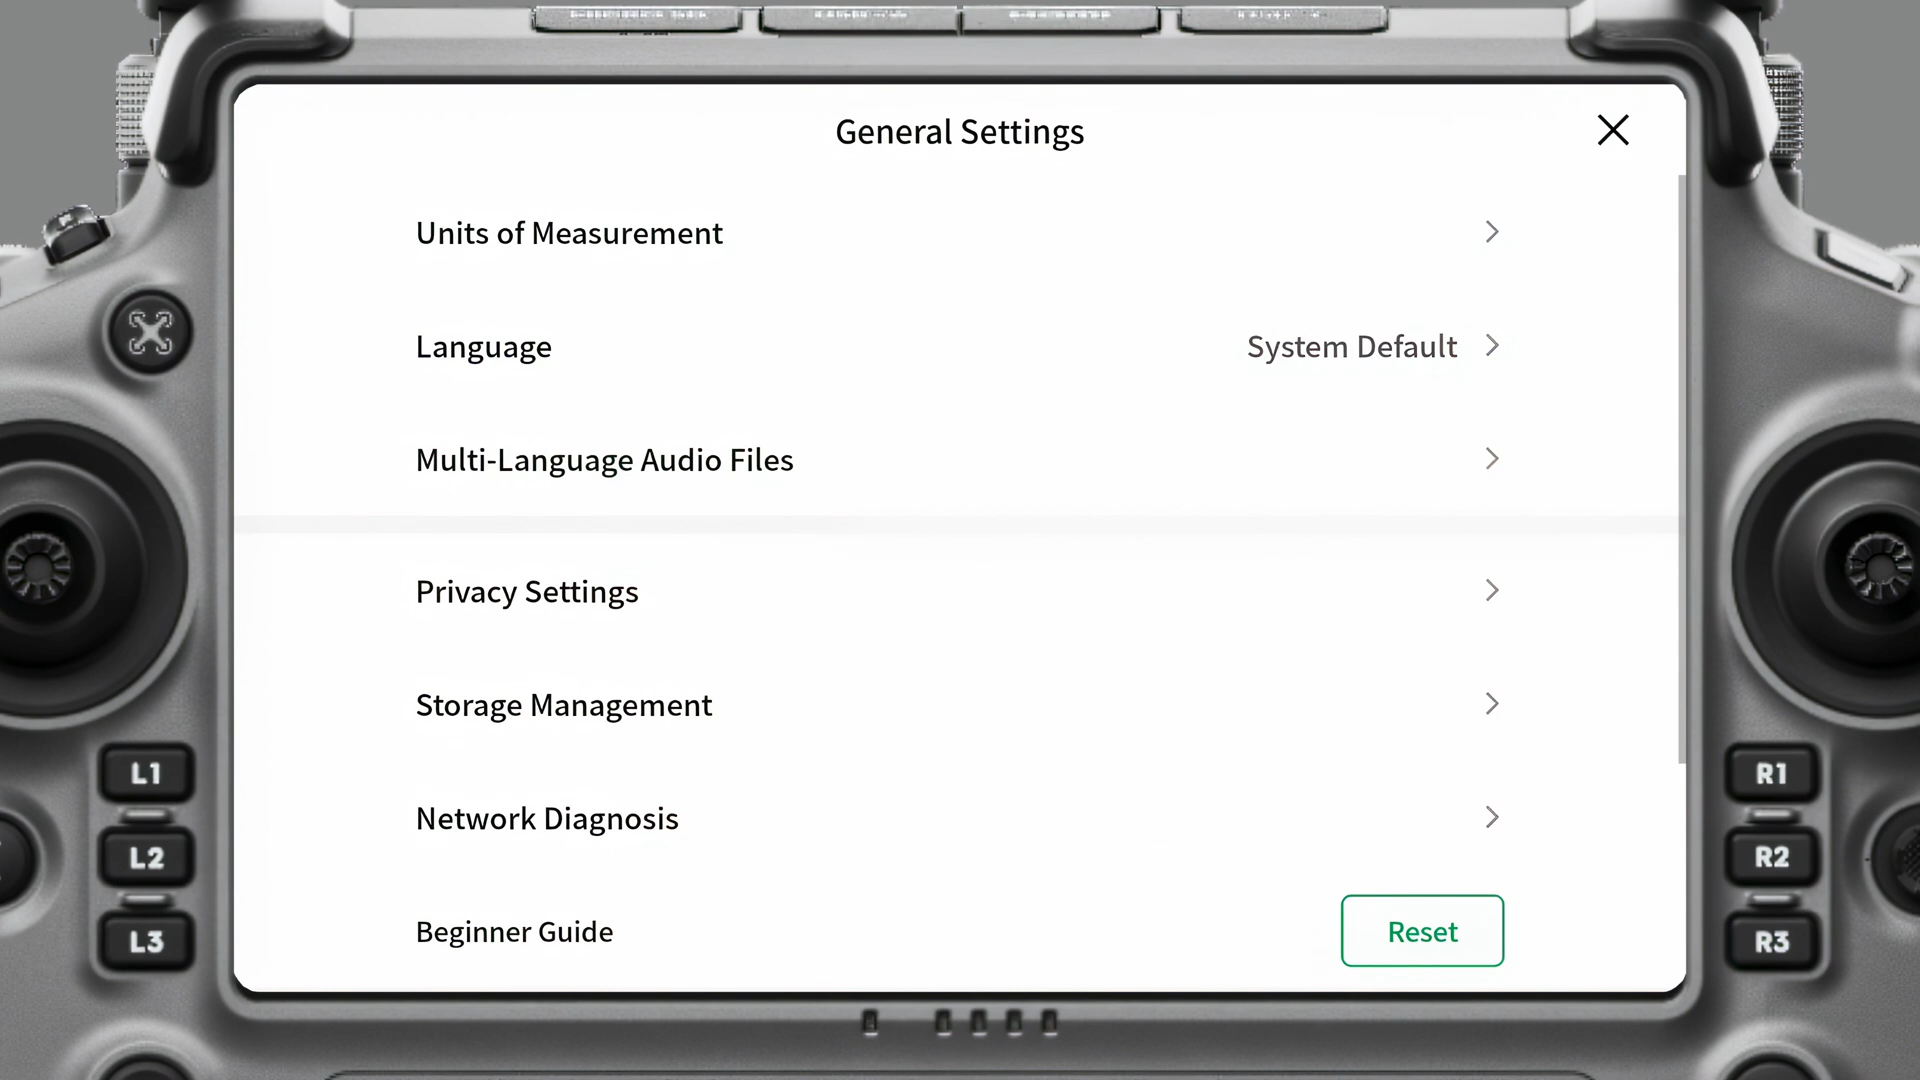 General Settings
Units of Measurement
Language
System Default
Multi-Language Audio Files
Privacy Settings
Storage Management
L1
R1
Network Diagnosis
L2
R2
Beginner Guide
Reset
L3
R3